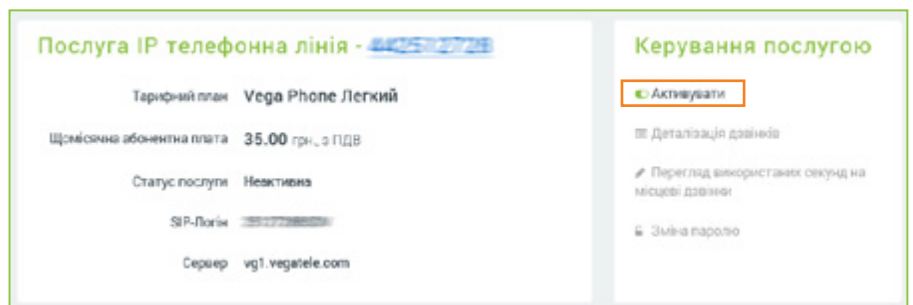 Послуга IP телефонна лінія -
Тарифний план Vega Phone Легкий
Щомісячна абонентна плата 35.00 грн., з ПДВ
Статус послуги Неактивна
SIP-Логін
Сервер vg1.vegatele.com
Керування послугою
Активувати
Деталізація дзвінків
Перегляд використаних секунд на
місцеві дзвінки
Зміна паролю